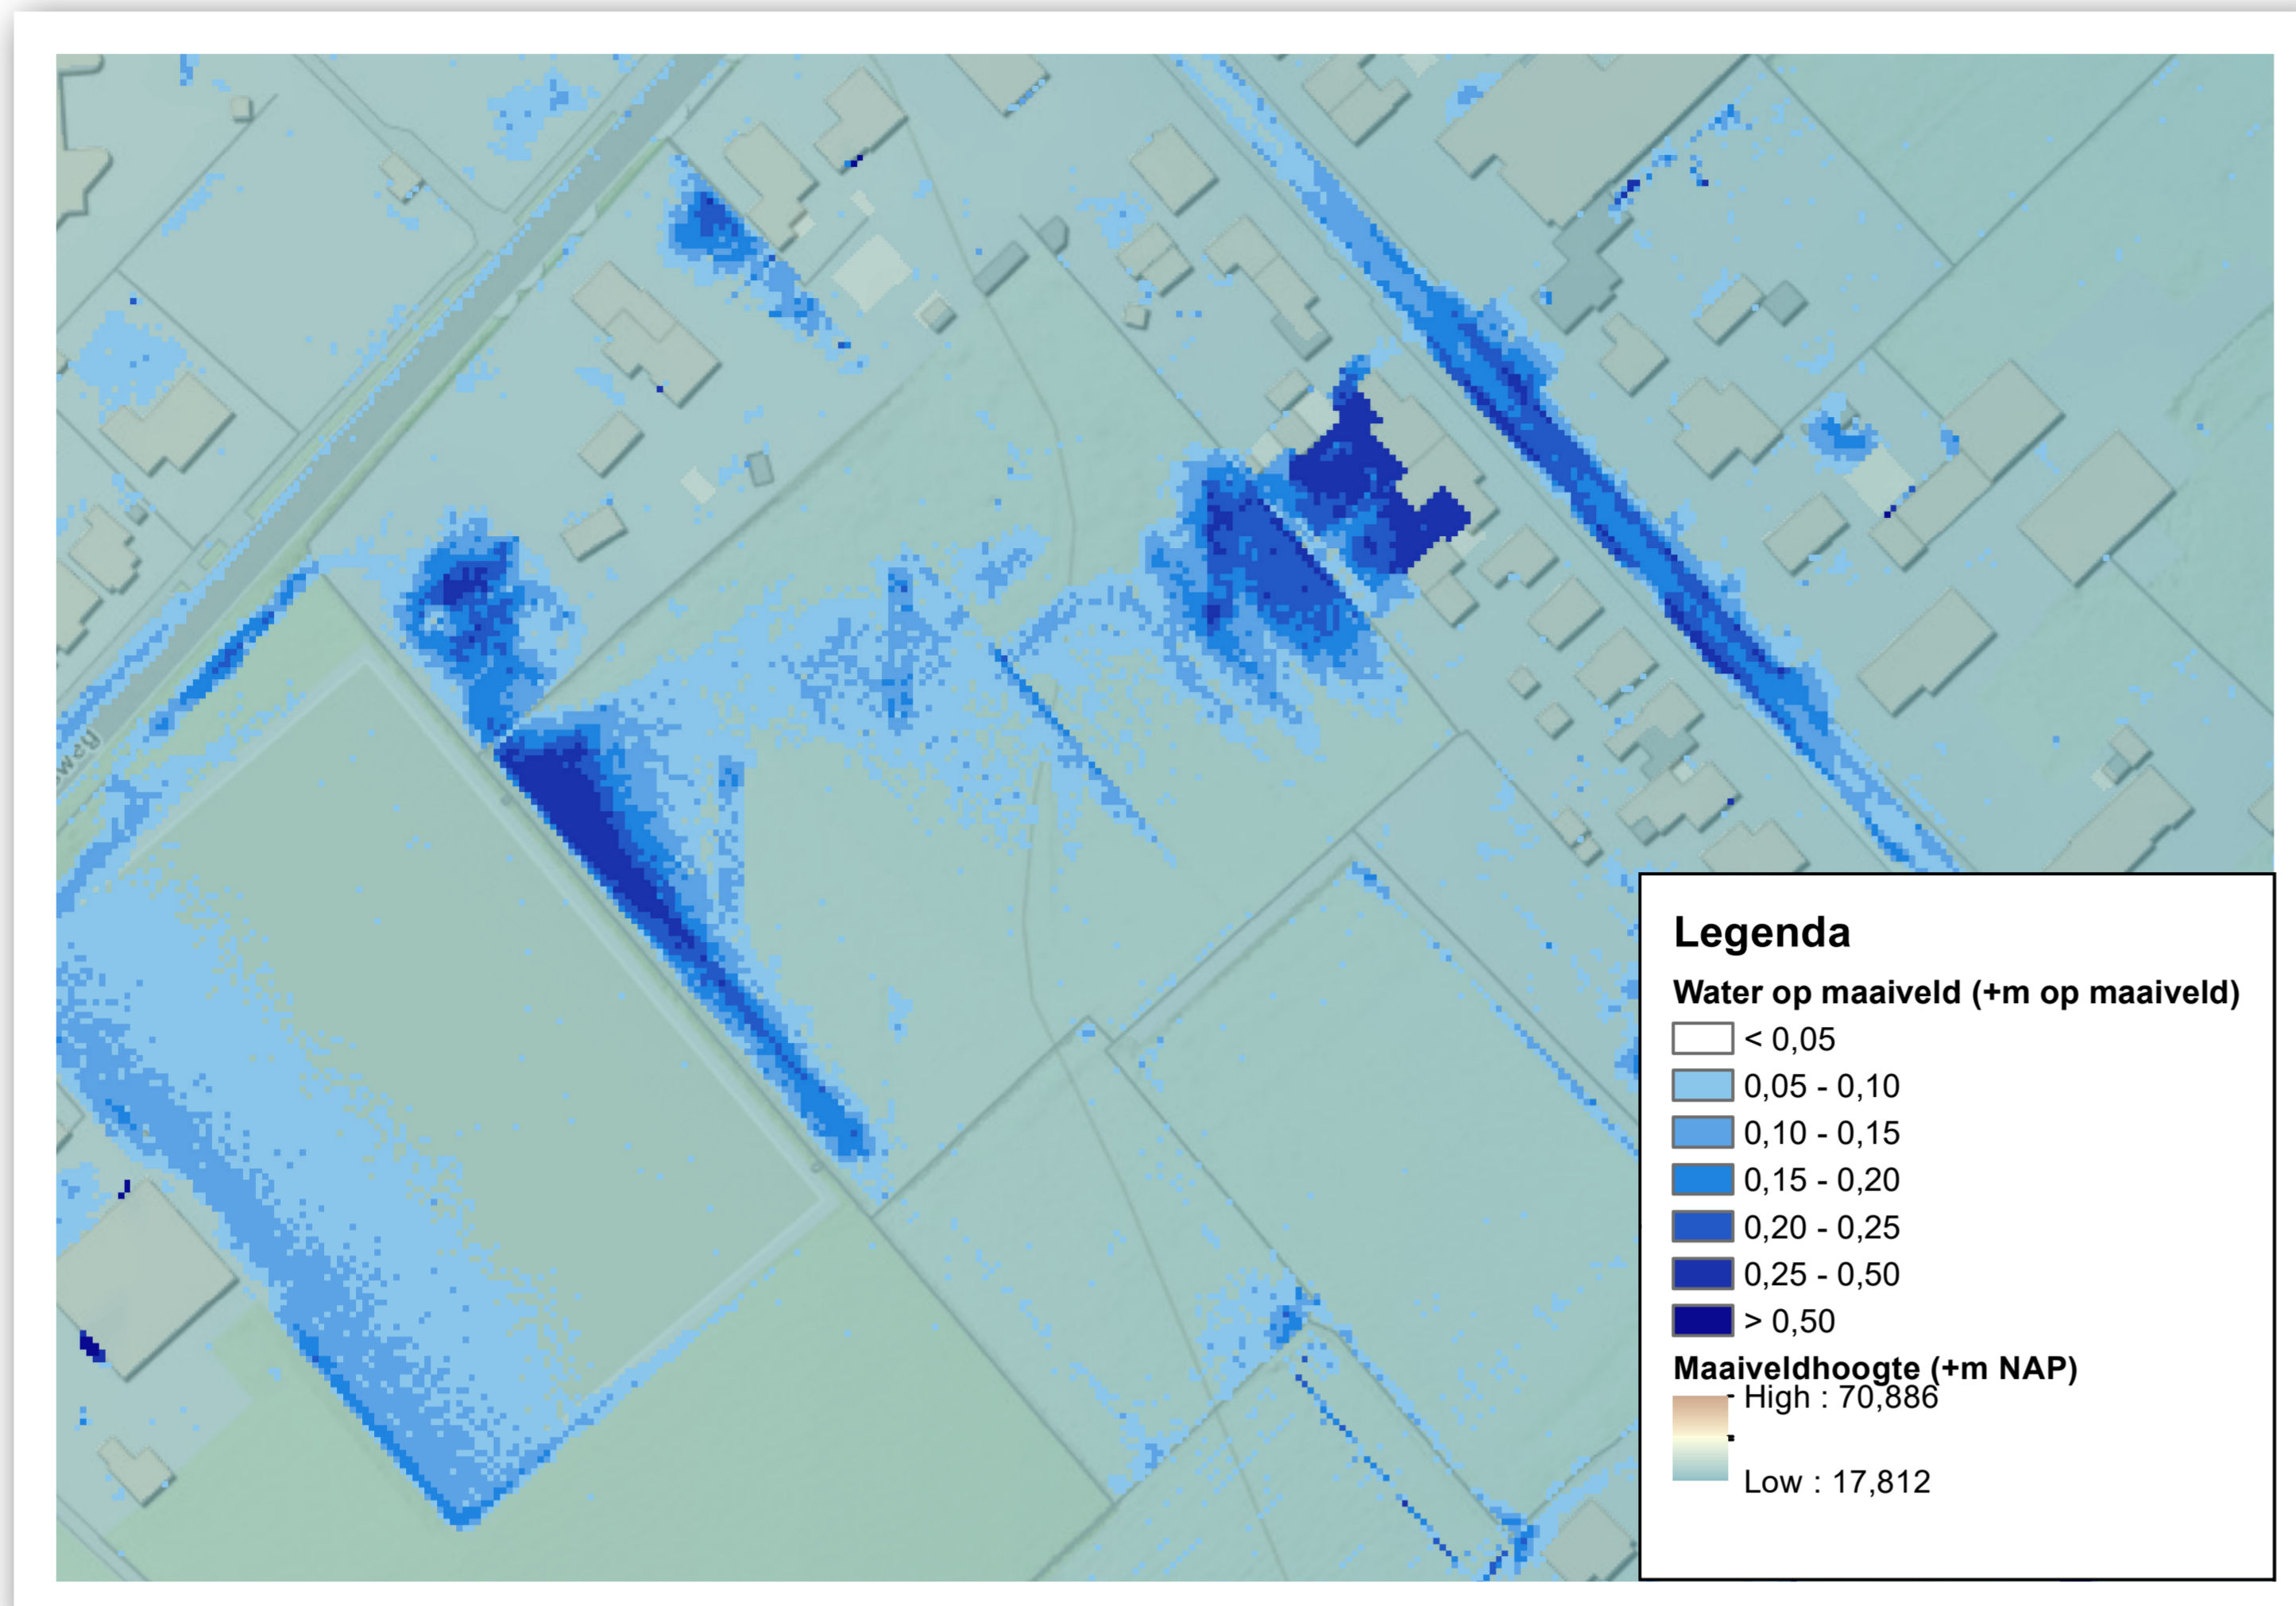 Legenda
Water op maaiveld (+m op maaiveld)
< 0,05
0,05 - 0,10
0,10 - 0,15
0,15 - 0,20
0,20 - 0,25
0,25 - 0,50
> 0,50
Maaiveldhoogte (+m NAP)
High : 70,886
Low : 17,812